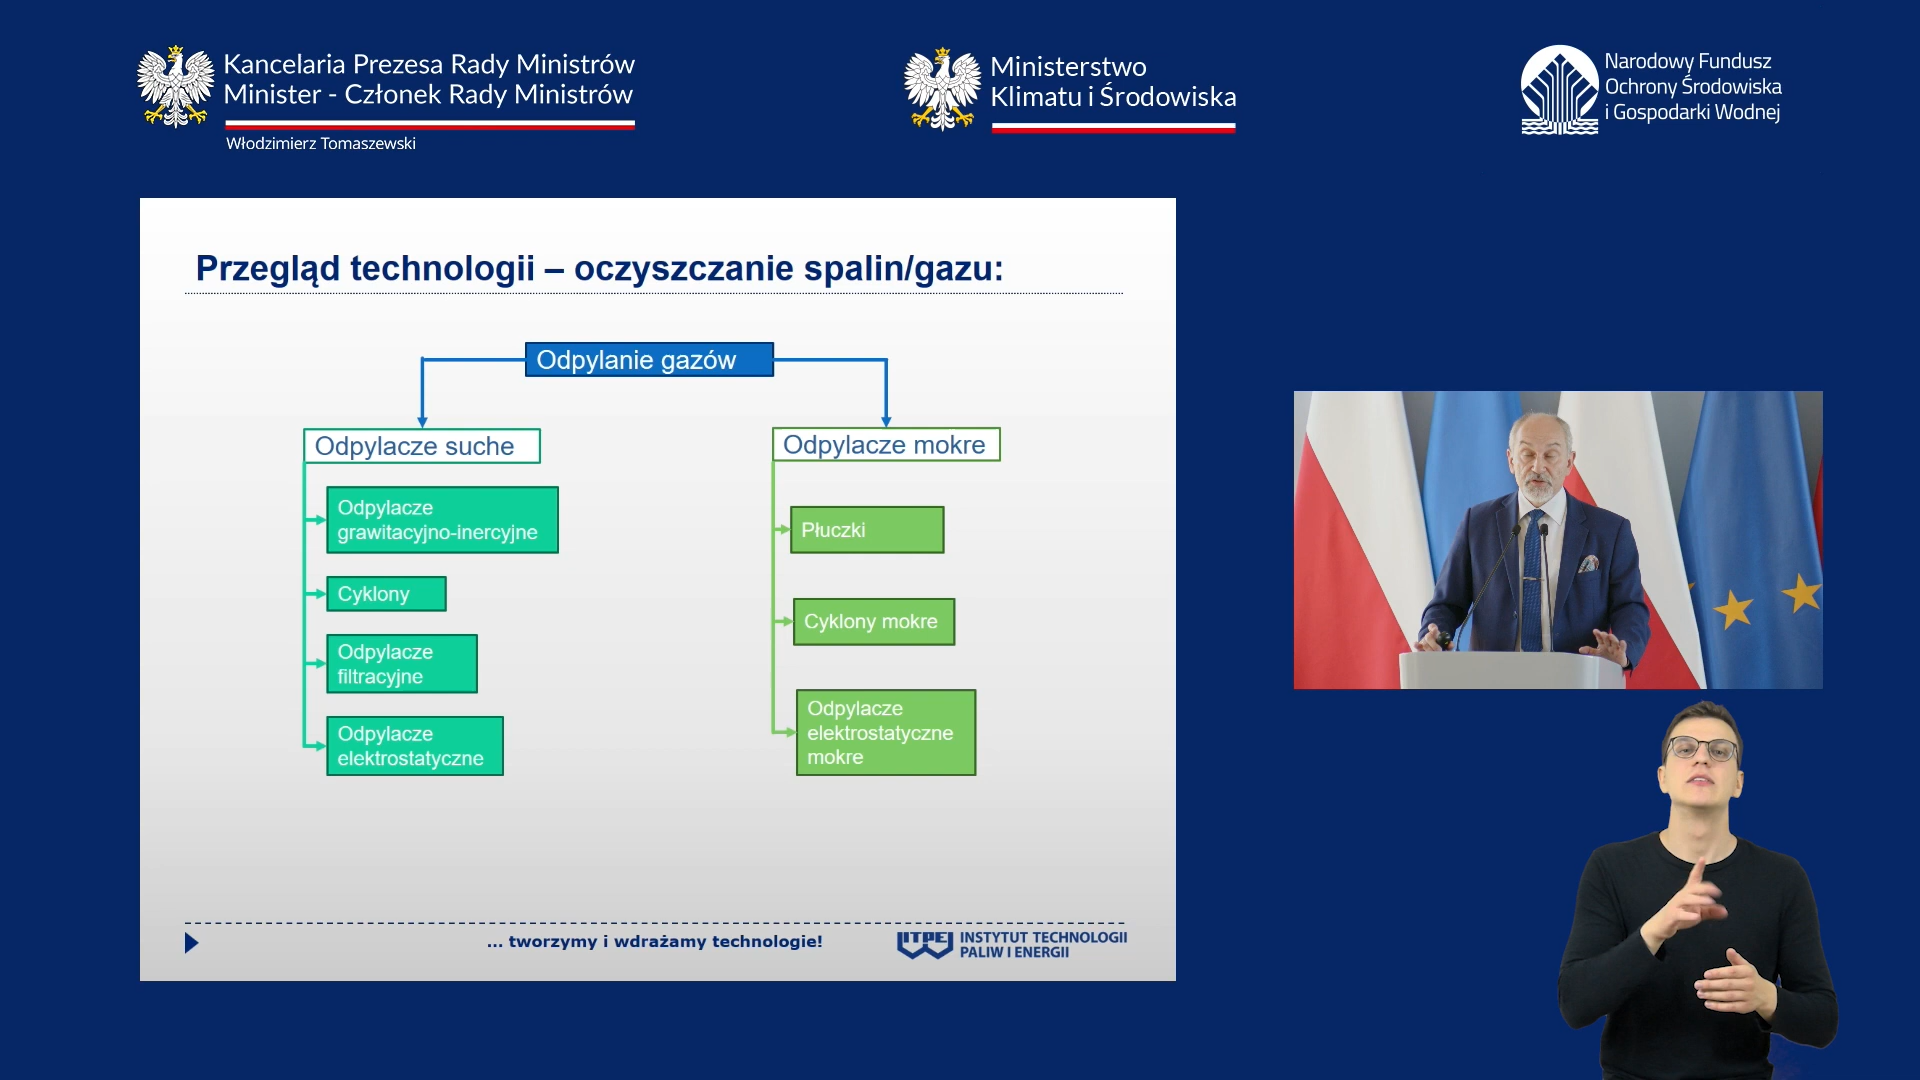 Kancelaria Prezesa Rady Ministrów
Minister - Członek Rady Ministrów
Włodzimierz Tomaszewski
Ministerstwo
Klimatu i Środowiska
Narodowy Fundusz
Ochrony Środowiska
i Gospodarki Wodnej
Przegląd technologii – oczyszczanie spalin/gazu:
Odpylanie gazów
Odpylacze suche
Odpylacze
grawitacyjno-inercyjne
Cyklony
Odpylacze
filtracyjne
Odpylacze
elektrostatyczne
Odpylacze mokre
Płuczki
Cyklony mokre
Odpylacze
elektrostatyczne
mokre
... tworzymy i wdrażamy technologie!
ITPE
INSTYTUT TECHNOLOGII
PALIW I ENERGII